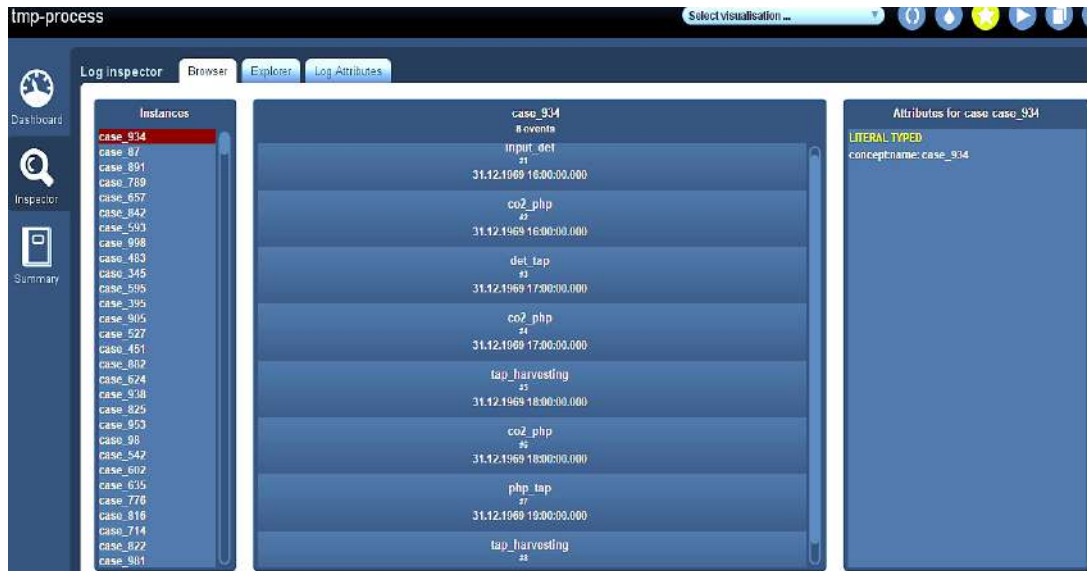 tmp-process
Select visualisation ...
Log inspector
Browser
Explorer
Log Attributes
Dashboard
Inspector
Summary
Instances
case_934
case_87
case_891
case_789
case_657
case_842
case_593
case_998
case_483
case_345
case_595
case_395
case_905
case_527
case_451
case_882
case_624
case_938
case_825
case_953
case_98
case_542
case_602
case_635
case_776
case_816
case_714
case_822
case_981
case_934
8 events
input_det
#1
31.12.1969 16:00:00.000
co2_php
#2
31.12.1969 16:00:00.000
det_tap
#3
31.12.1969 17:00:00.000
co2_php
#4
31.12.1969 17:00:00.000
tap_harvesting
#5
31.12.1969 18:00:00.000
co2_php
#6
31.12.1969 18:00:00.000
php_tap
#7
31.12.1969 19:00:00.000
tap_harvesting
#8
Attributes for case case_934
LITERAL TYPED
concept:name: case_934